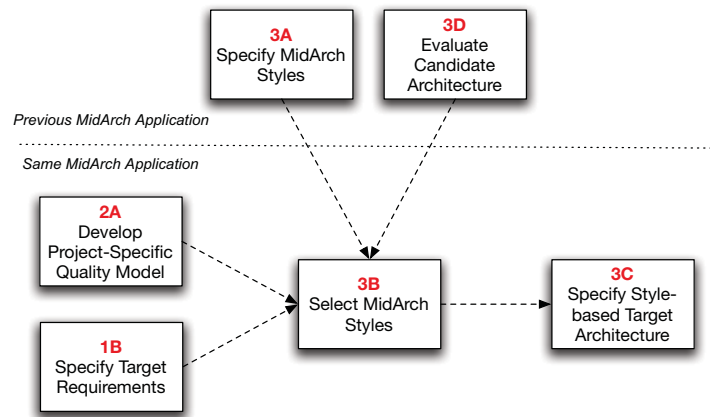 3A
Specify MidArch
Styles
3D
Evaluate
Candidate
Architecture
Previous MidArch Application
Same MidArch Application
2A
Develop
Project-Specific
Quality Model
3B
Select MidArch
Styles
3C
Specify Style-
based Target
Architecture
1B
Specify Target
Requirements